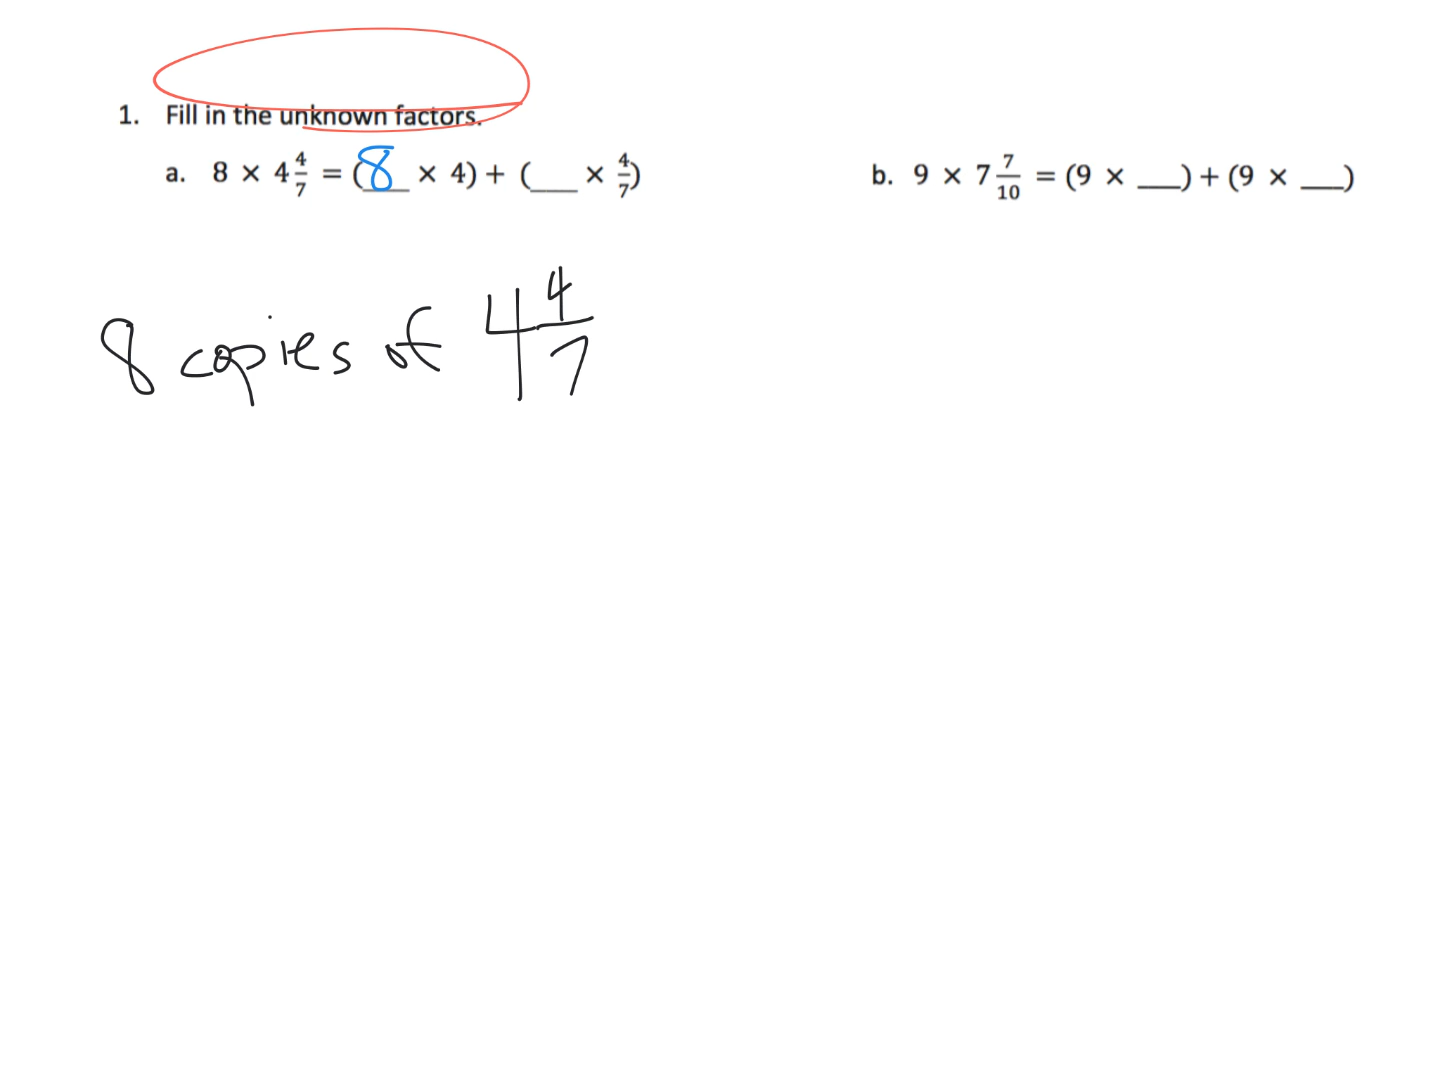 1. Fill in the unknown factors.
a. 8 × 4 4/7 = (8 × 4) + (___ × 4/7)
b. 9 × 7 7/10 = (9 × ___) + (9 × ___)
8 copies of 4 4/7